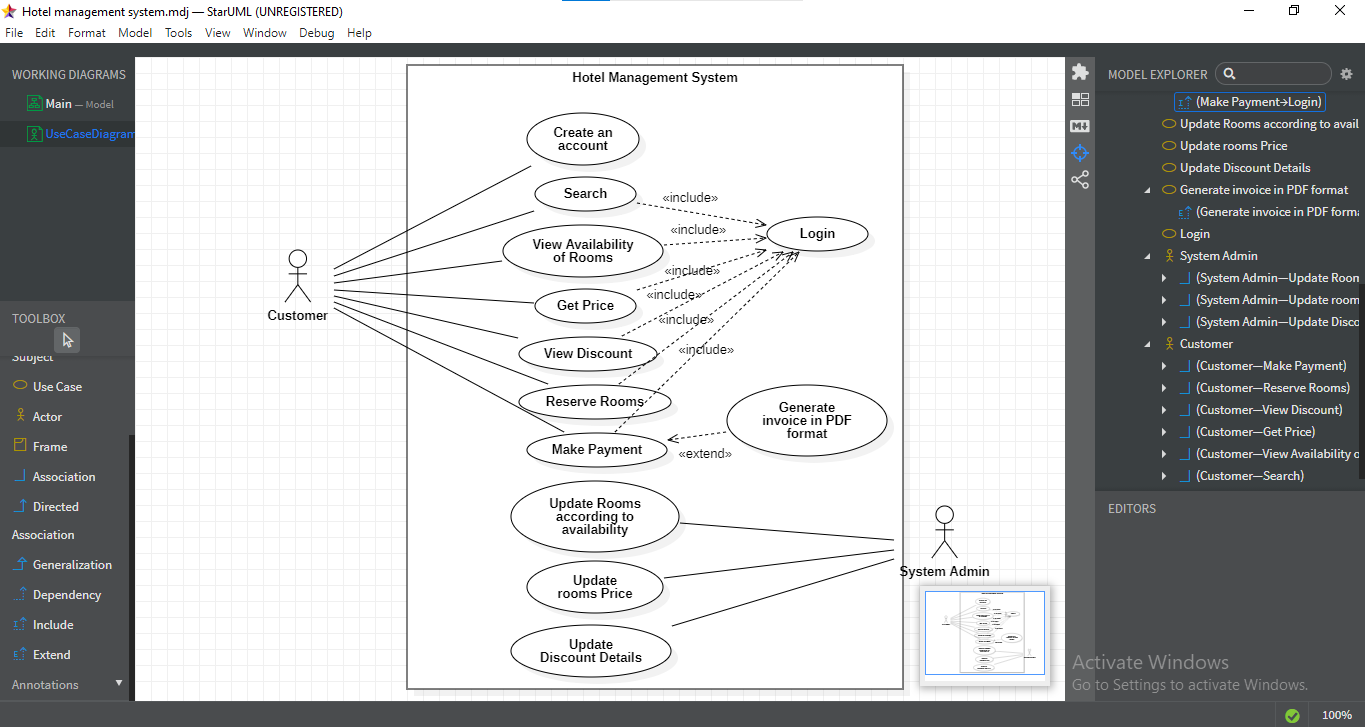 Hotel management system.mdj — StarUML (UNREGISTERED)
File Edit Format Model Tools View Window Debug Help
WORKING DIAGRAMS
Main — Model
UseCaseDiagram
TOOLBOX
Subject
Use Case
Actor
Frame
Association
Directed
Association
Generalization
Dependency
Include
Extend
Annotations
Hotel Management System
Create an
account
Search
View Availability
of Rooms
Get Price
View Discount
Reserve Rooms
Make Payment
Update Rooms
according to
availability
Update
rooms Price
Update
Discount Details
Customer
«include»
«include»
«include»
«include»
«include»
«include»
Login
Generate
invoice in PDF
format
«extend»
System Admin
MODEL EXPLORER
(Make Payment→Login)
Update Rooms according to avail
Update rooms Price
Update Discount Details
Generate invoice in PDF format
(Generate invoice in PDF forma
Login
System Admin
(System Admin—Update Room
(System Admin—Update room
(System Admin—Update Disco
Customer
(Customer—Make Payment)
(Customer—Reserve Rooms)
(Customer—View Discount)
(Customer—Get Price)
(Customer—View Availability o
(Customer—Search)
EDITORS
Activate Windows
Go to Settings to activate Windows.
100%